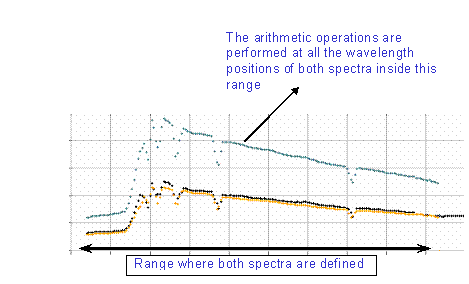 The arithmetic operations are
performed at all the wavelength
positions of both spectra inside this
range
Range where both spectra are defined